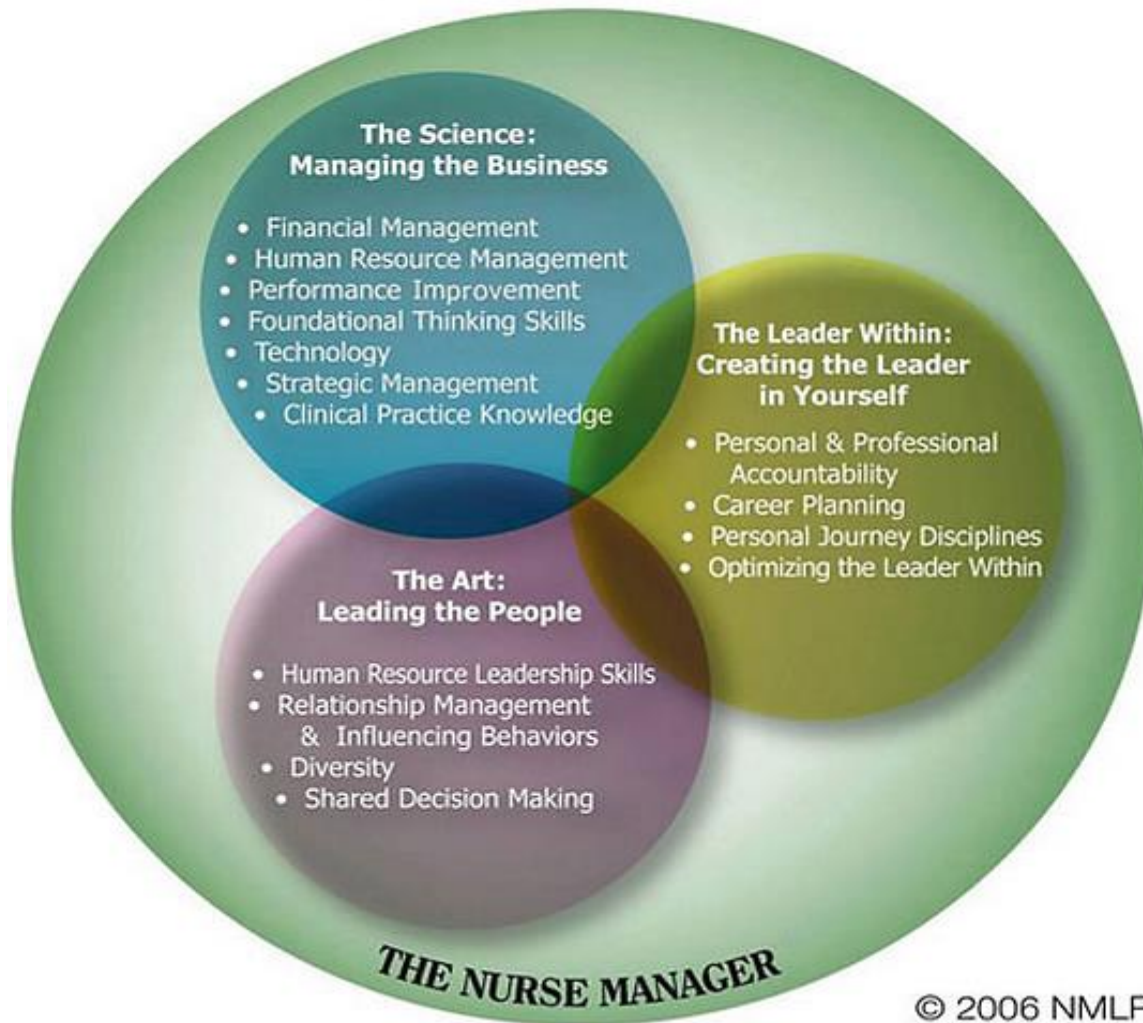 The Science:
Managing the Business
• Financial Management
• Human Resource Management
• Performance Improvement
• Foundational Thinking Skills
• Technology
• Strategic Management
• Clinical Practice Knowledge
The Leader Within:
Creating the Leader
in Yourself
• Personal & Professional
Accountability
• Career Planning
• Personal Journey Disciplines
• Optimizing the Leader Within
The Art:
Leading the People
• Human Resource Leadership Skills
• Relationship Management
& Influencing Behaviors
• Diversity
• Shared Decision Making
THE NURSE MANAGER
© 2006 NMLP